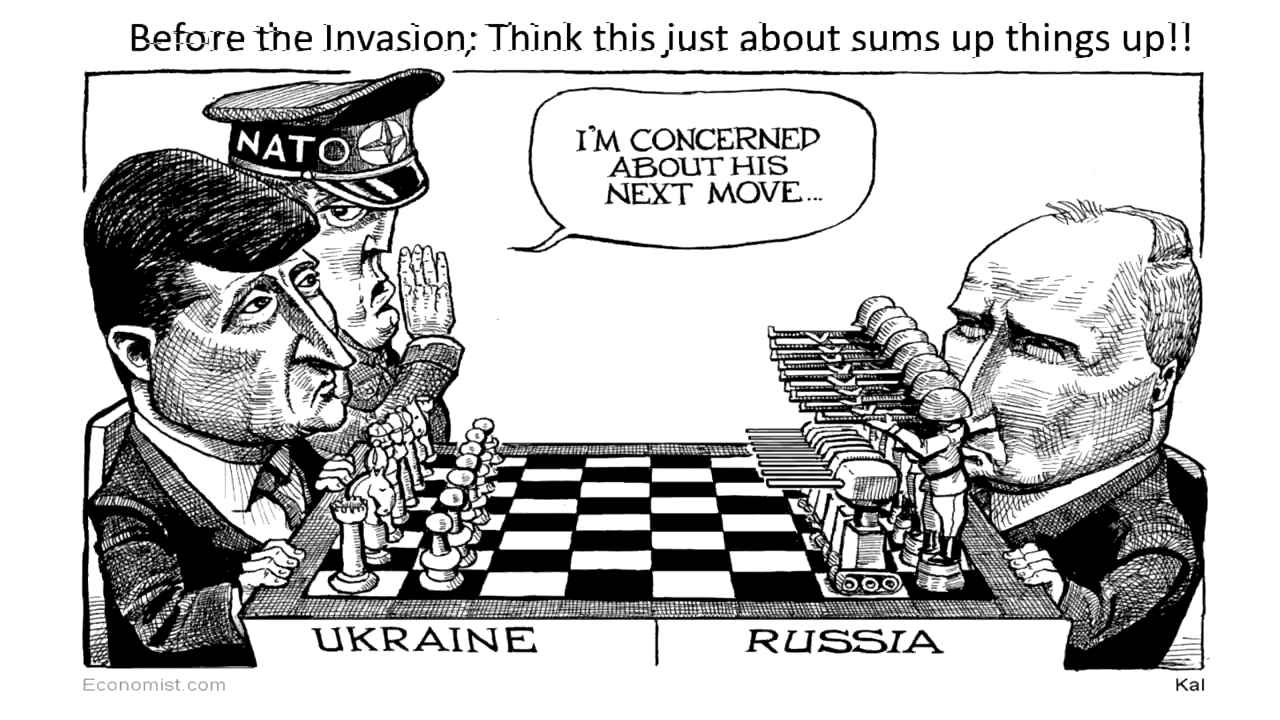 Before the Invasion; Think this just about sums up things up!!
NATO
I'M CONCERNED
ABOUT HIS
NEXT MOVE...
UKRAINE
RUSSIA
Economist.com
Kal